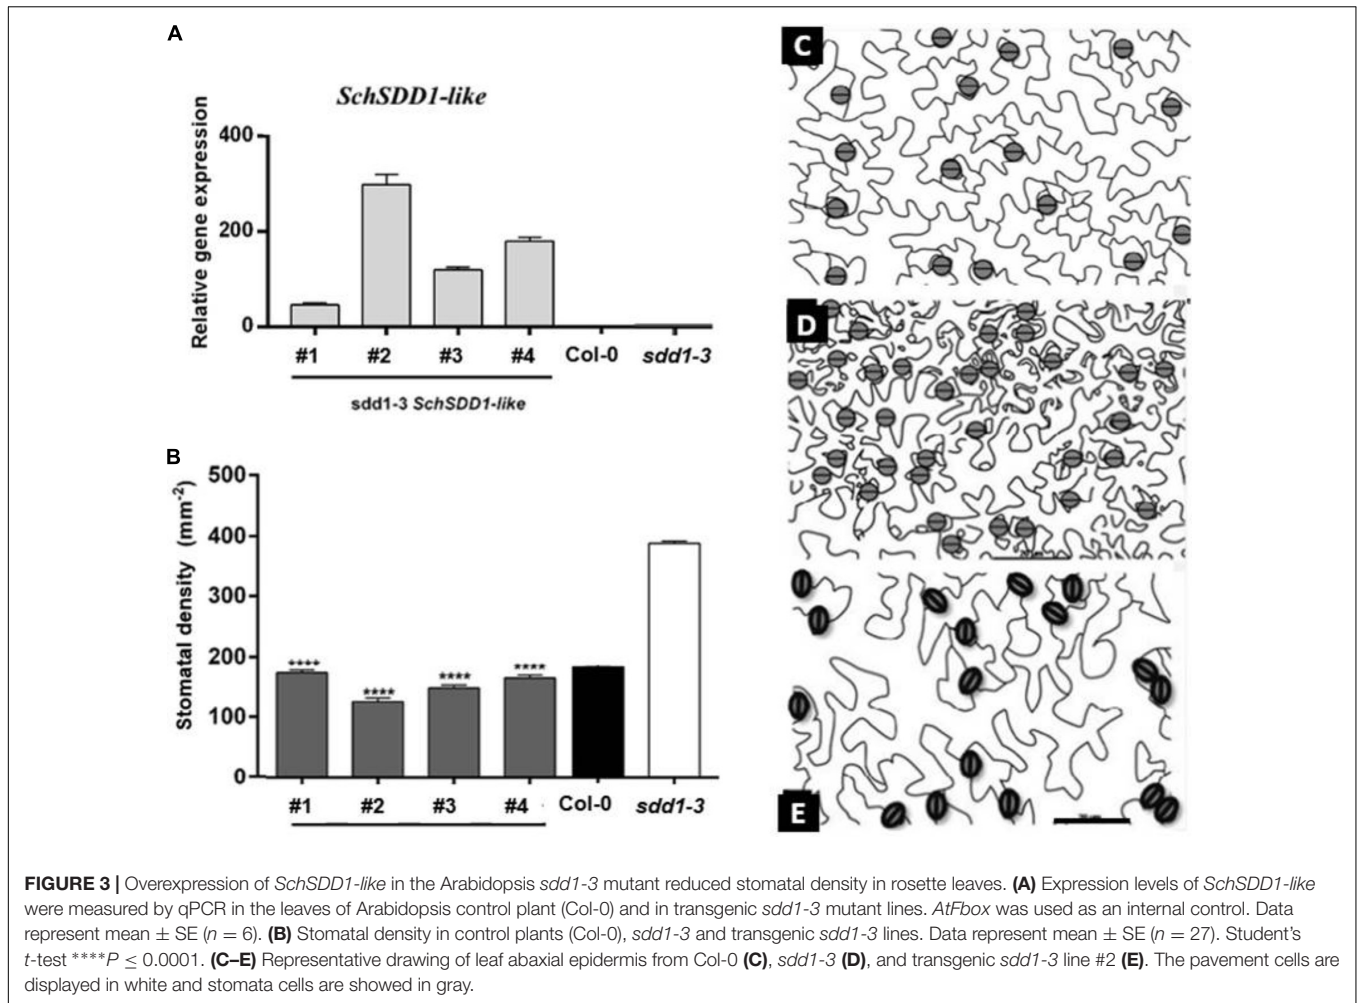 A
SchSDD1-like
Relative gene expression
400
200
0
#1 #2 #3 #4 Col-0 sdd1-3
sdd1-3 SchSDD1-like
B
Stomatal density (mm-2)
500
400
300
200
100
0
**** **** **** ****
#1 #2 #3 #4 Col-0 sdd1-3
C
D
E
FIGURE 3 | Overexpression of SchSDD1-like in the Arabidopsis sdd1-3 mutant reduced stomatal density in rosette leaves. (A) Expression levels of SchSDD1-like
were measured by qPCR in the leaves of Arabidopsis control plant (Col-0) and in transgenic sdd1-3 mutant lines. AtFbox was used as an internal control. Data
represent mean ± SE (n = 6). (B) Stomatal density in control plants (Col-0), sdd1-3 and transgenic sdd1-3 lines. Data represent mean ± SE (n = 27). Student's
t-test ****P ≤ 0.0001. (C–E) Representative drawing of leaf abaxial epidermis from Col-0 (C), sdd1-3 (D), and transgenic sdd1-3 line #2 (E). The pavement cells are
displayed in white and stomata cells are showed in gray.